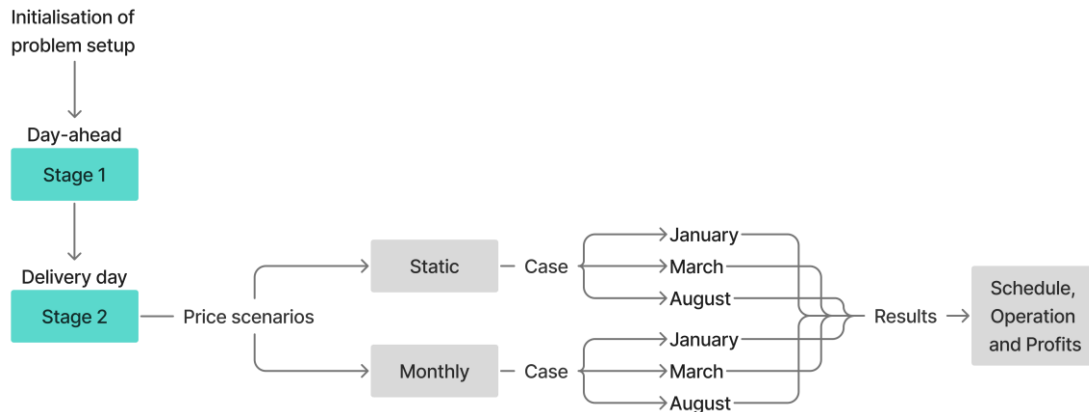 Initialisation of
problem setup
Day-ahead
Stage 1
Delivery day
Stage 2
Price scenarios
Static
Case
January
March
August
Monthly
Case
January
March
August
Results
Schedule,
Operation
and Profits